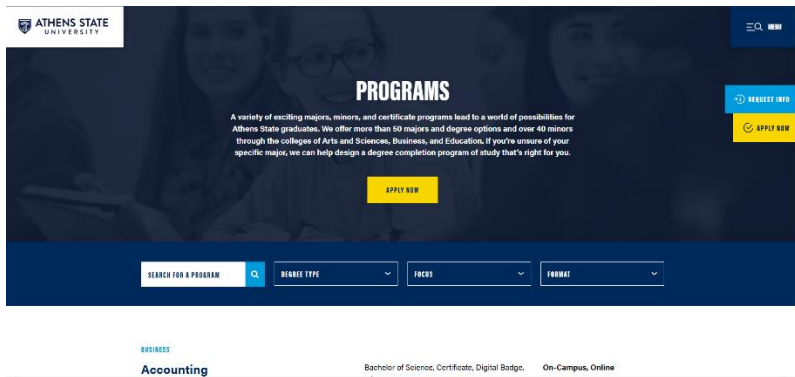 ATHENS STATE
UNIVERSITY
MENU
PROGRAMS
REQUEST INFO
A variety of exciting majors, minors, and certificate programs lead to a world of possibilities for
Athens State graduates. We offer more than 50 majors and degree options and over 40 minors
through the colleges of Arts and Sciences, Business, and Education. If you're unsure of your
specific major, we can help design a degree completion program of study that's right for you.
APPLY NOW
APPLY NOW
SEARCH FOR A PROGRAM
DEGREE TYPE
FOCUS
FORMAT
BUSINESS
Accounting
Bachelor of Science, Certificate, Digital Badge,
On-Campus, Online